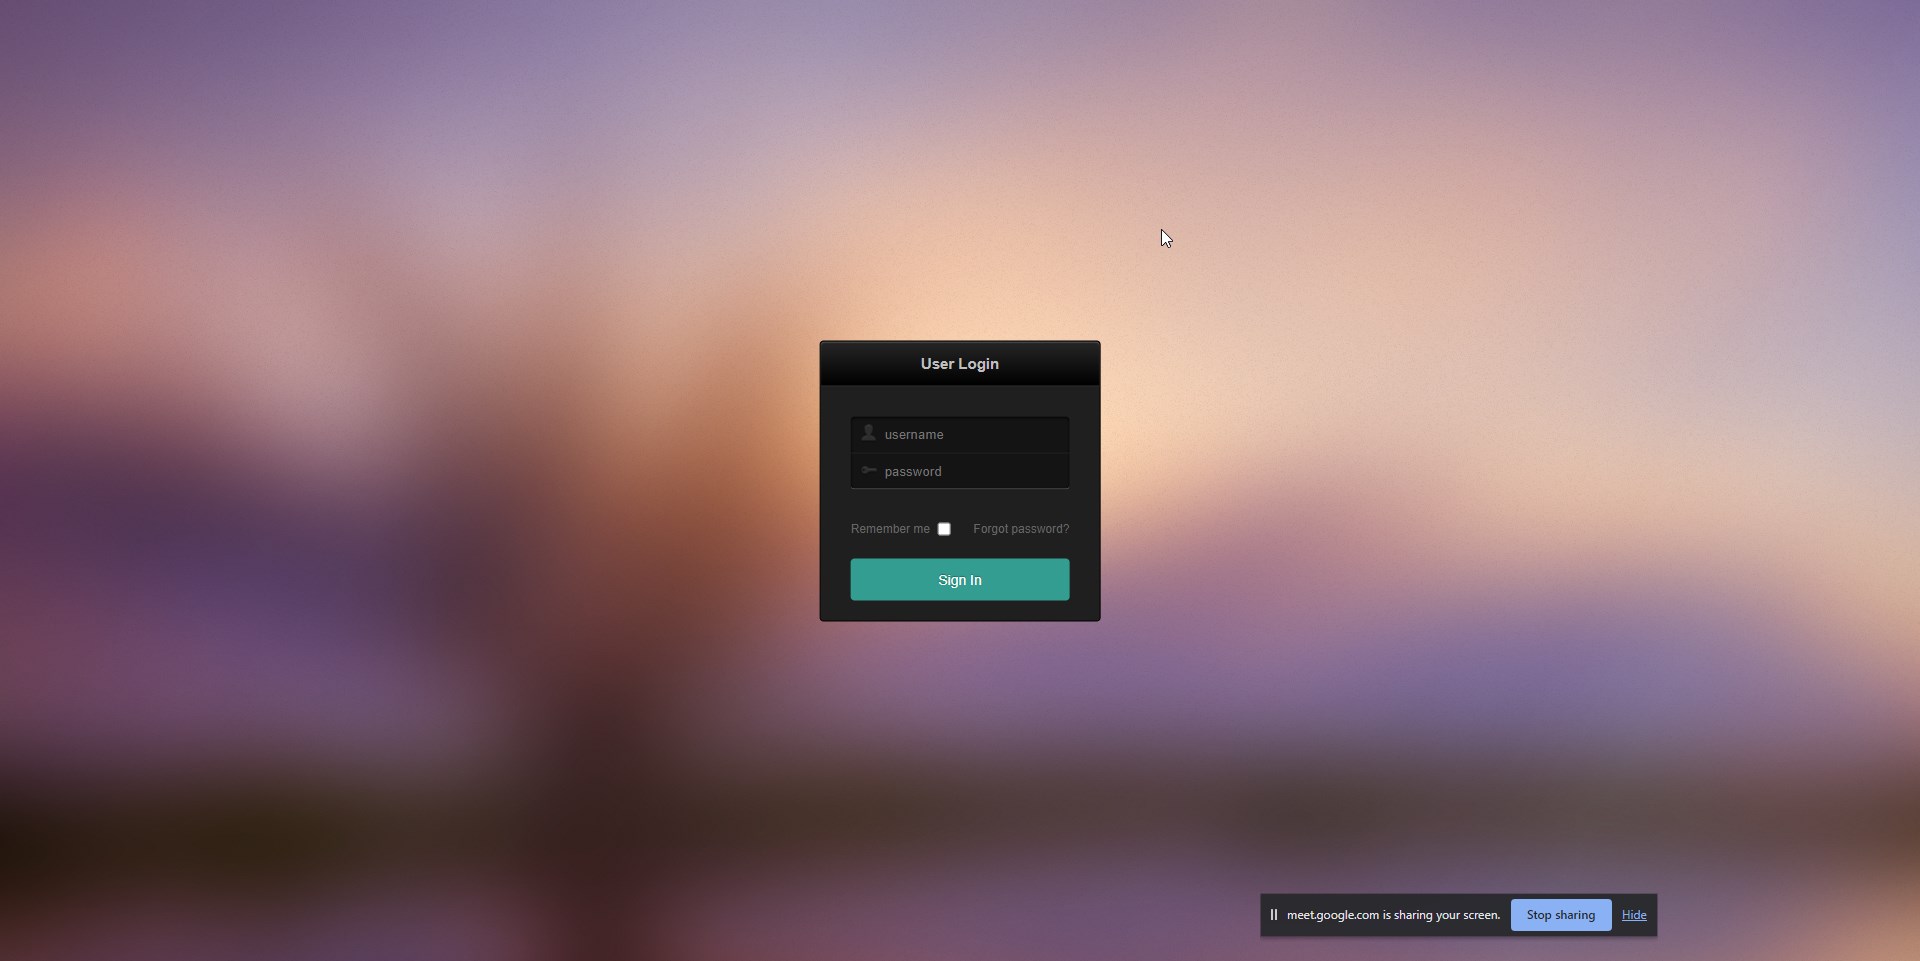 User Login
username
password
Remember me Forgot password?
Sign In
meet.google.com is sharing your screen. Stop sharing Hide